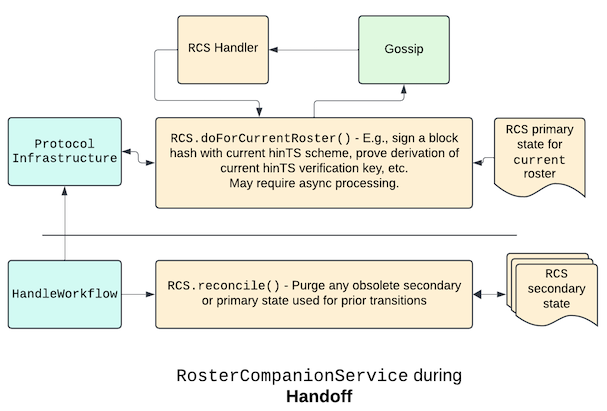 RCS Handler
Gossip
Protocol
Infrastructure
RCS.doForCurrentRoster() - E.g., sign a block
hash with current hinTS scheme, prove derivation of
current hinTS verification key, etc.
May require async processing.
RCS primary
state for
current
roster
HandleWorkflow
RCS.reconcile() - Purge any obsolete secondary
or primary state used for prior transitions
RCS
secondary
state
RosterCompanionService during
Handoff